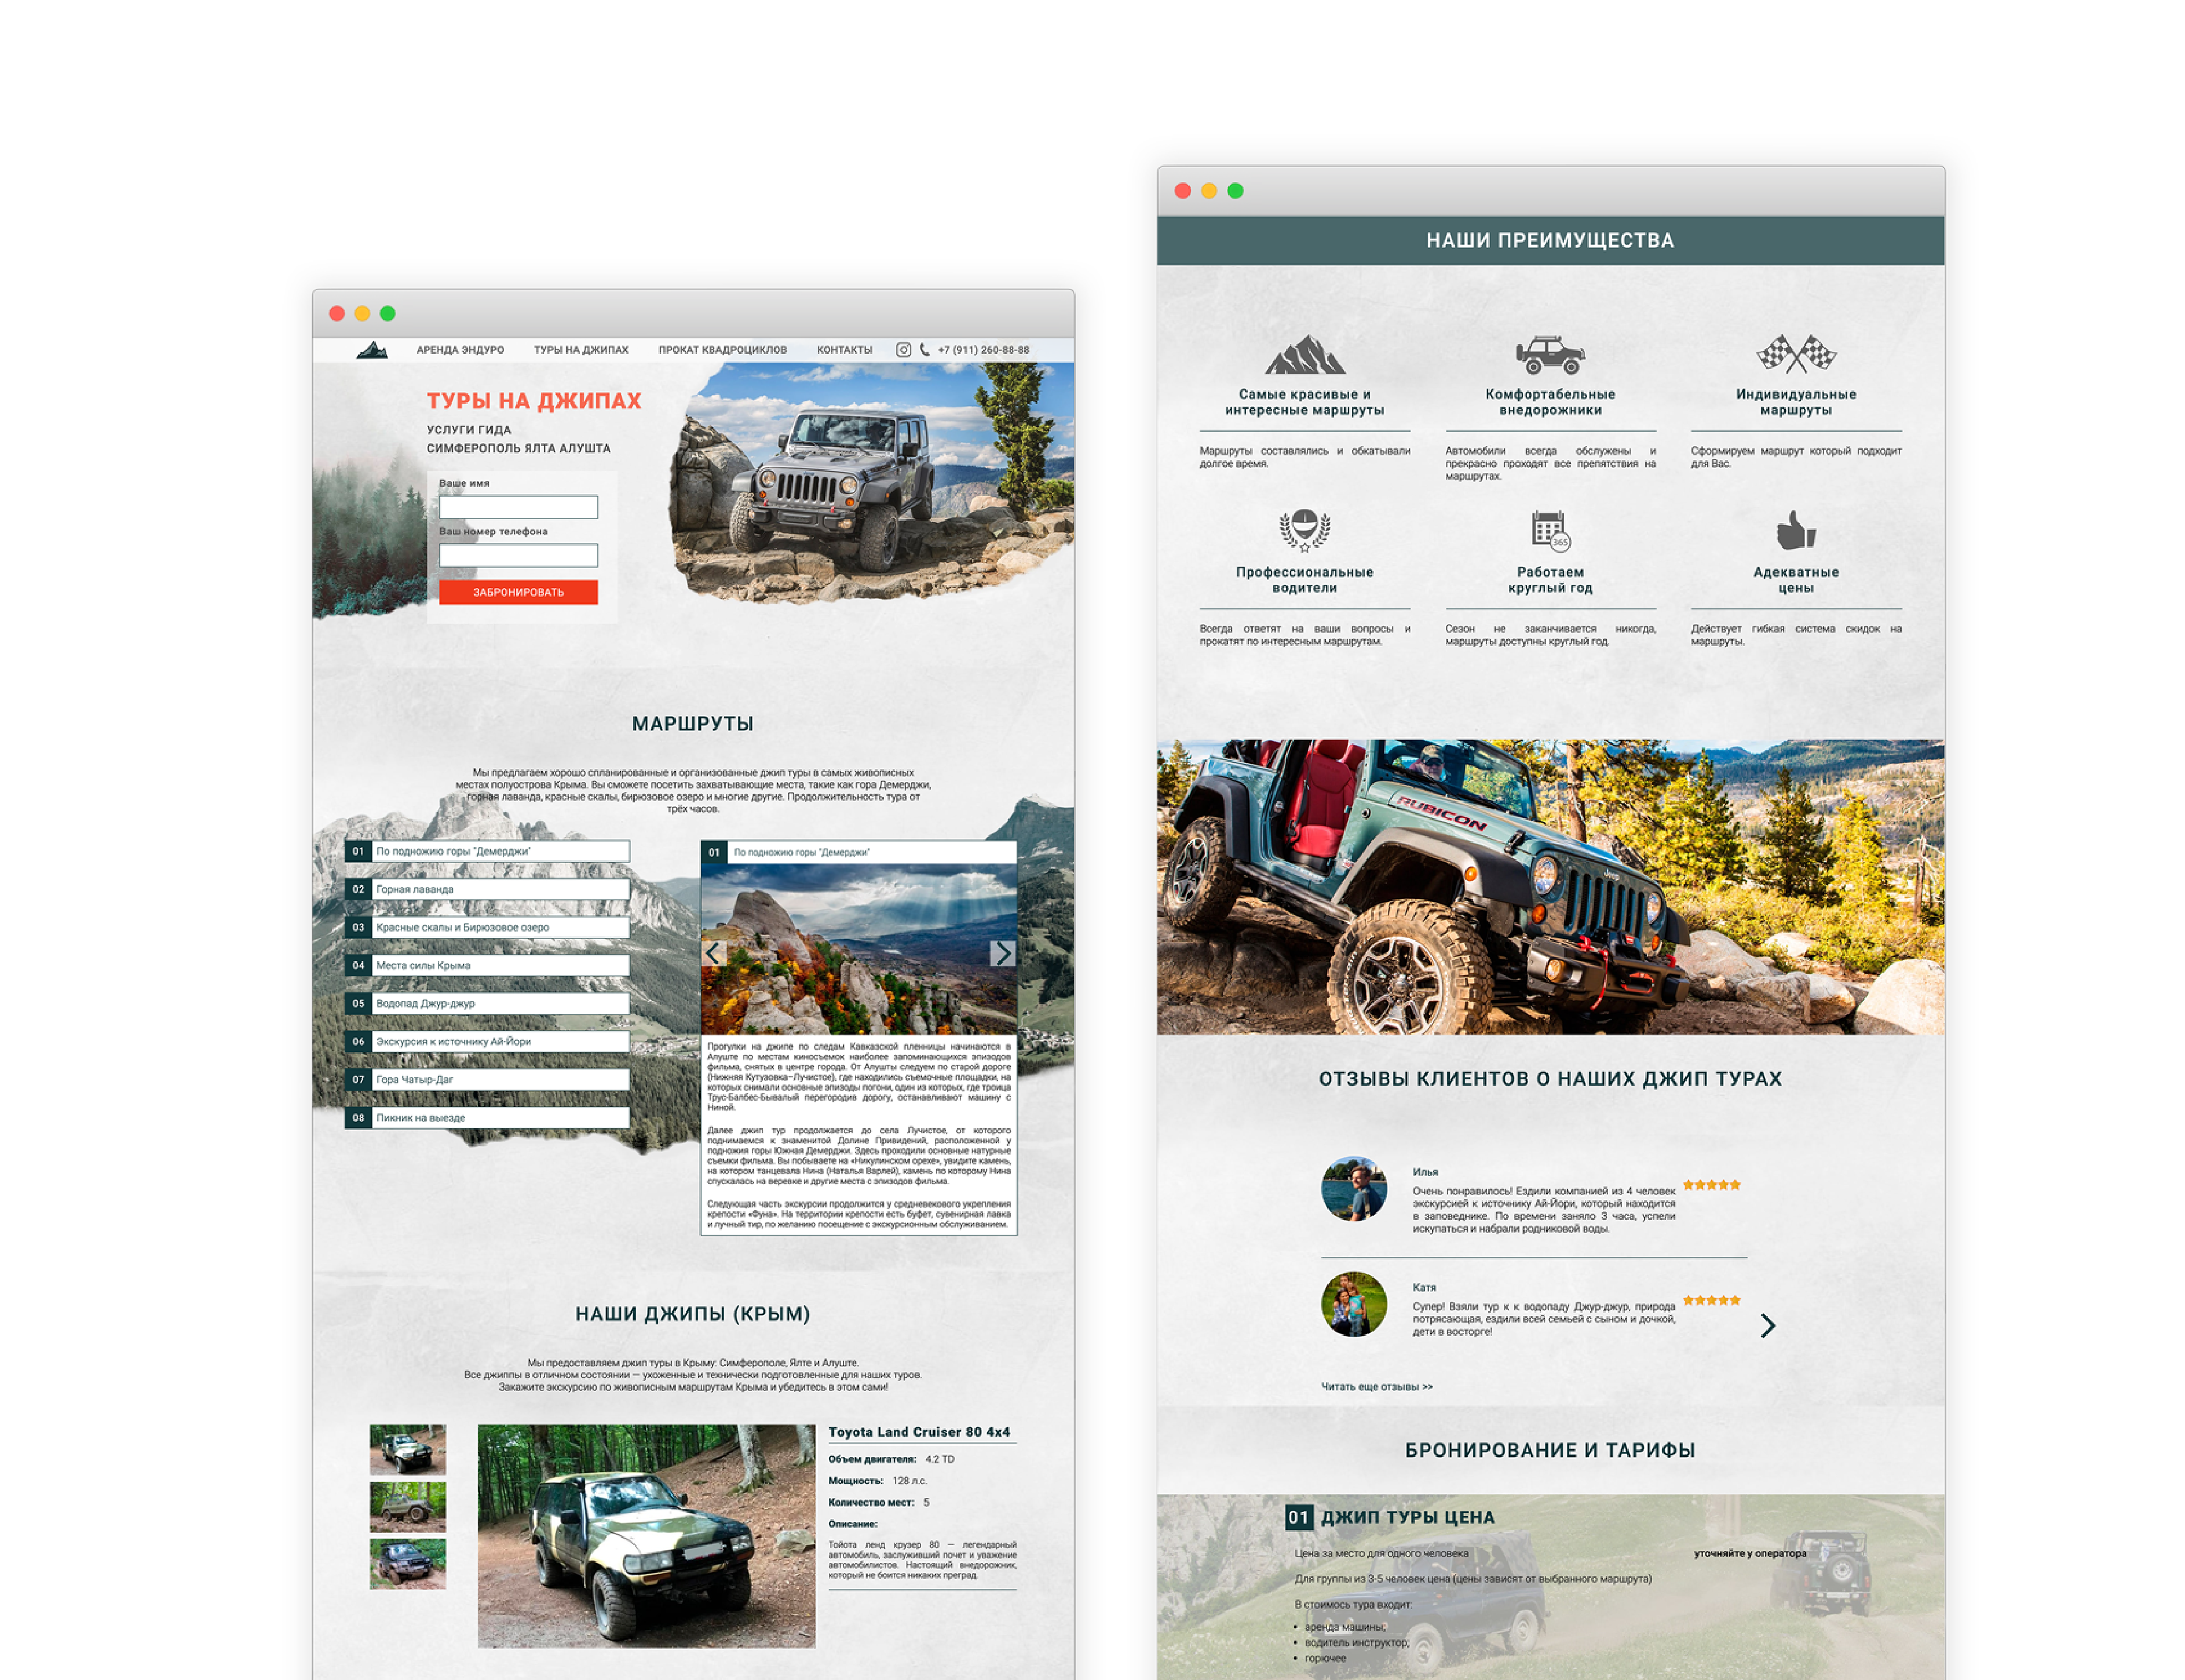 АРЕНДА ЭНДУРО ТУРЫ НА ДЖИПАХ ПРОКАТ КВАДРОЦИКЛОВ КОНТАКТЫ +7 (911) 260-88-88
ТУРЫ НА ДЖИПАХ
УСЛУГИ ГИДА
СИМФЕРОПОЛЬ ЯЛТА АЛУШТА
Ваше имя
Ваш номер телефона
ЗАБРОНИРОВАТЬ
МАРШРУТЫ
Мы предлагаем хорошо спланированные и организованные джип туры в самых живописных
местах полуострова Крыма. Вы сможете посетить захватывающие места, такие как гора Демерджи,
горная лаванда, красные скалы, бирюзовое озеро и многие другие. Продолжительность тура от
трёх часов.
01 По подножию горы "Демерджи"
02 Горная лаванда
03 Красные скалы и Бирюзовое озеро
04 Места силы Крыма
05 Водопад Джур-джур
06 Экскурсия к источнику Ай-Йори
07 Гора Чатыр-Даг
08 Пикник на выезде
01 По подножию горы "Демерджи"
Прогулки на джипе по следам Кавказской пленницы начинаются в
Алуште по местам киносъемок наиболее запоминающихся эпизодов
фильма, снятых в центре города. От Алушты следуем по старой дороге
(Нижняя Кутузовка–Лучистое), где находились съемочные площадки, на
которых снимали основные эпизоды погони, один из которых, где троица
Трус-Балбес-Бывалый перегородив дорогу, останавливают машину с
Ниной.
Далее джип тур продолжается до села Лучистое, от которого
поднимаемся к знаменитой Долине Привидений, расположенной у
подножия горы Южная Демерджи. Здесь проходили основные натурные
съемки фильма. Вы побываете на «Никулинском орехе», увидите камень,
на котором танцевала Нина (Наталья Варлей), камень по которому Нина
спускалась на веревке и другие места с эпизодов фильма.
Следующая часть экскурсии продолжится у средневекового укрепления
крепости «Фуна». На территории крепости есть буфет, сувенирная лавка
и лучный тир, по желанию посещение с экскурсионным обслуживанием.
НАШИ ДЖИПЫ (КРЫМ)
Мы предоставляем джип туры в Крыму: Симферополе, Ялте и Алуште.
Все джиппы в отличном состоянии — ухоженные и технически подготовленные для наших туров.
Закажите экскурсию по живописным маршрутам Крыма и убедитесь в этом сами!
Toyota Land Cruiser 80 4x4
Объем двигателя: 4.2 TD
Мощность: 128 л.с.
Количество мест: 5
Описание:
Тойота ленд крузер 80 — легендарный
автомобиль, заслуживший почет и уважение
автомобилистов. Настоящий внедорожник,
который не боится никаких преград.
НАШИ ПРЕИМУЩЕСТВА
Самые красивые и
интересные маршруты
Маршруты составлялись и обкатывали
долгое время.
Комфортабельные
внедорожники
Автомобили всегда обслужены и
прекрасно проходят все препятствия на
маршрутах.
Индивидуальные
маршруты
Сформируем маршрут который подходит
для Вас.
Профессиональные
водители
Всегда ответят на ваши вопросы и
прокатят по интересным маршрутам.
365
Работаем
круглый год
Сезон не заканчивается никогда,
маршруты доступны круглый год.
Адекватные
цены
Действует гибкая система скидок на
маршруты.
RUBICON
Jeep
ОТЗЫВЫ КЛИЕНТОВ О НАШИХ ДЖИП ТУРАХ
Илья
Очень понравилось! Ездили компанией из 4 человек
экскурсией к источнику Ай-Йори, который находится
в заповеднике. По времени заняло 3 часа, успели
искупаться и набрали родниковой воды.
Катя
Супер! Взяли тур к к водопаду Джур-джур, природа
потрясающая, ездили всей семьей с сыном и дочкой,
дети в восторге!
Читать еще отзывы >>
БРОНИРОВАНИЕ И ТАРИФЫ
01 ДЖИП ТУРЫ ЦЕНА
Цена за место для одного человека уточняйте у оператора
Для группы из 3-5 человек цена (цены зависят от выбранного маршрута)
В стоимось тура входит:
• аренда машины;
• водитель инструктор;
• горючее